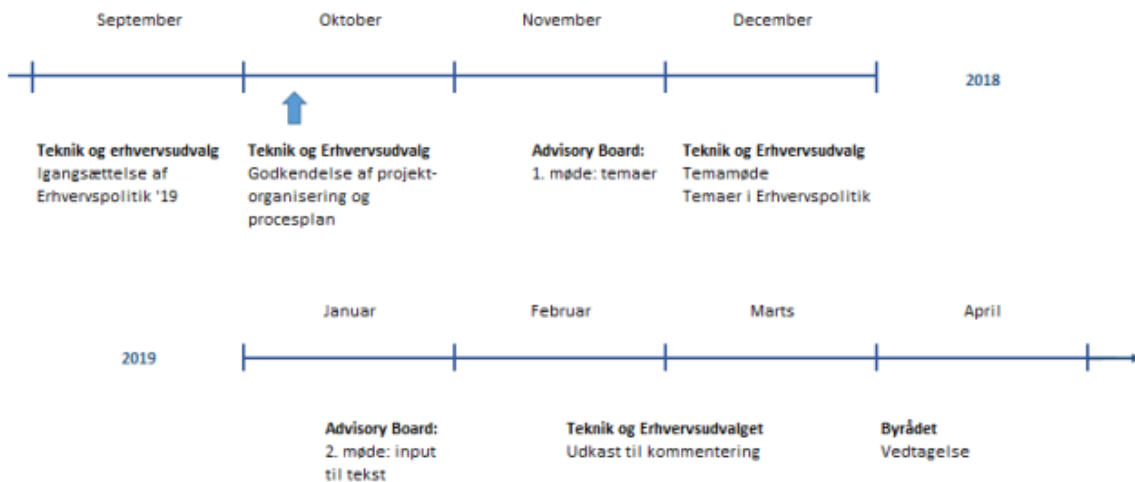 September
Oktober
November
December
2018
Teknik og erhvervsudvalg
Igangsættelse af
Erhvervspolitik '19
Teknik og Erhvervsudvalg
Godkendelse af projekt-
organisering og
procesplan
Advisory Board:
1. møde: temaer
Teknik og Erhvervsudvalg
Temamøde
Temaer i Erhvervspolitik
Januar
Februar
Marts
April
2019
Advisory Board:
2. møde: input
til tekst
Teknik og Erhvervsudvalget
Udkast til kommentering
Byrådet
Vedtagelse